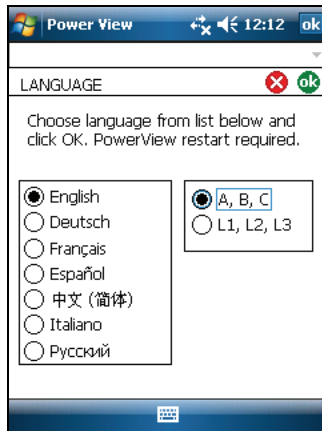 Power View 12:12 ok
LANGUAGE ok
Choose language from list below and
click OK. PowerView restart required.
English
Deutsch
Français
Español
中文 (简体)
Italiano
Русский
A, B, C
L1, L2, L3